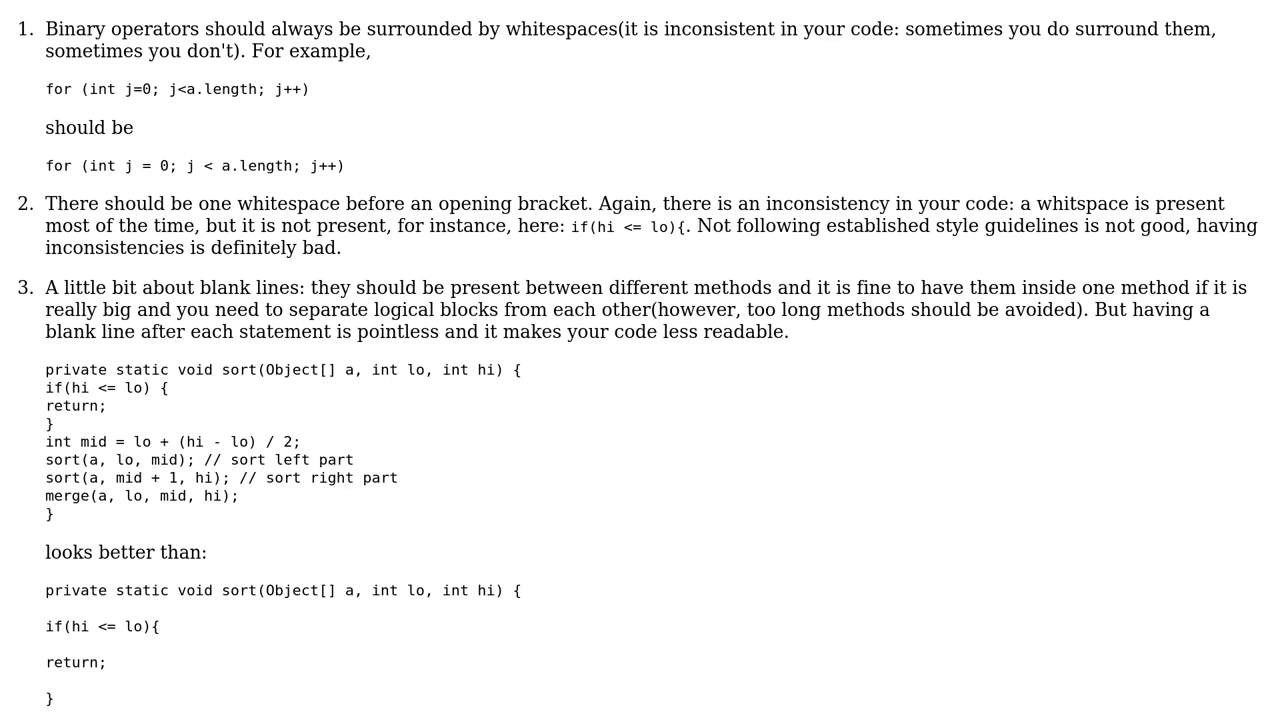 1. Binary operators should always be surrounded by whitespaces(it is inconsistent in your code: sometimes you do surround them,
sometimes you don't). For example,
for (int j=0; j<a.length; j++)
should be
for (int j = 0; j < a.length; j++)
2. There should be one whitespace before an opening bracket. Again, there is an inconsistency in your code: a whitspace is present
most of the time, but it is not present, for instance, here: if(hi <= lo){. Not following established style guidelines is not good, having
inconsistencies is definitely bad.
3. A little bit about blank lines: they should be present between different methods and it is fine to have them inside one method if it is
really big and you need to separate logical blocks from each other(however, too long methods should be avoided). But having a
blank line after each statement is pointless and it makes your code less readable.
private static void sort(Object[] a, int lo, int hi) {
if(hi <= lo) {
return;
}
int mid = lo + (hi - lo) / 2;
sort(a, lo, mid); // sort left part
sort(a, mid + 1, hi); // sort right part
merge(a, lo, mid, hi);
}
looks better than:
private static void sort(Object[] a, int lo, int hi) {
if(hi <= lo){
return;
}